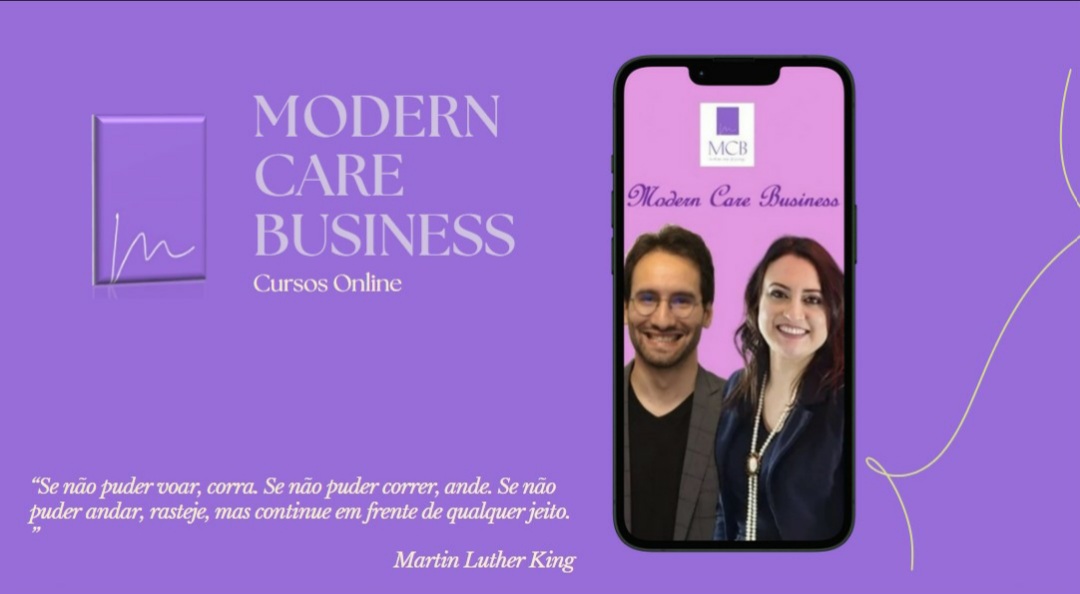 MODERN
CARE
BUSINESS
Cursos Online
“Se não puder voar, corra. Se não puder correr, ande. Se não
puder andar, rasteje, mas continue em frente de qualquer jeito.
”
Martin Luther King
MCB
Modern Care Business